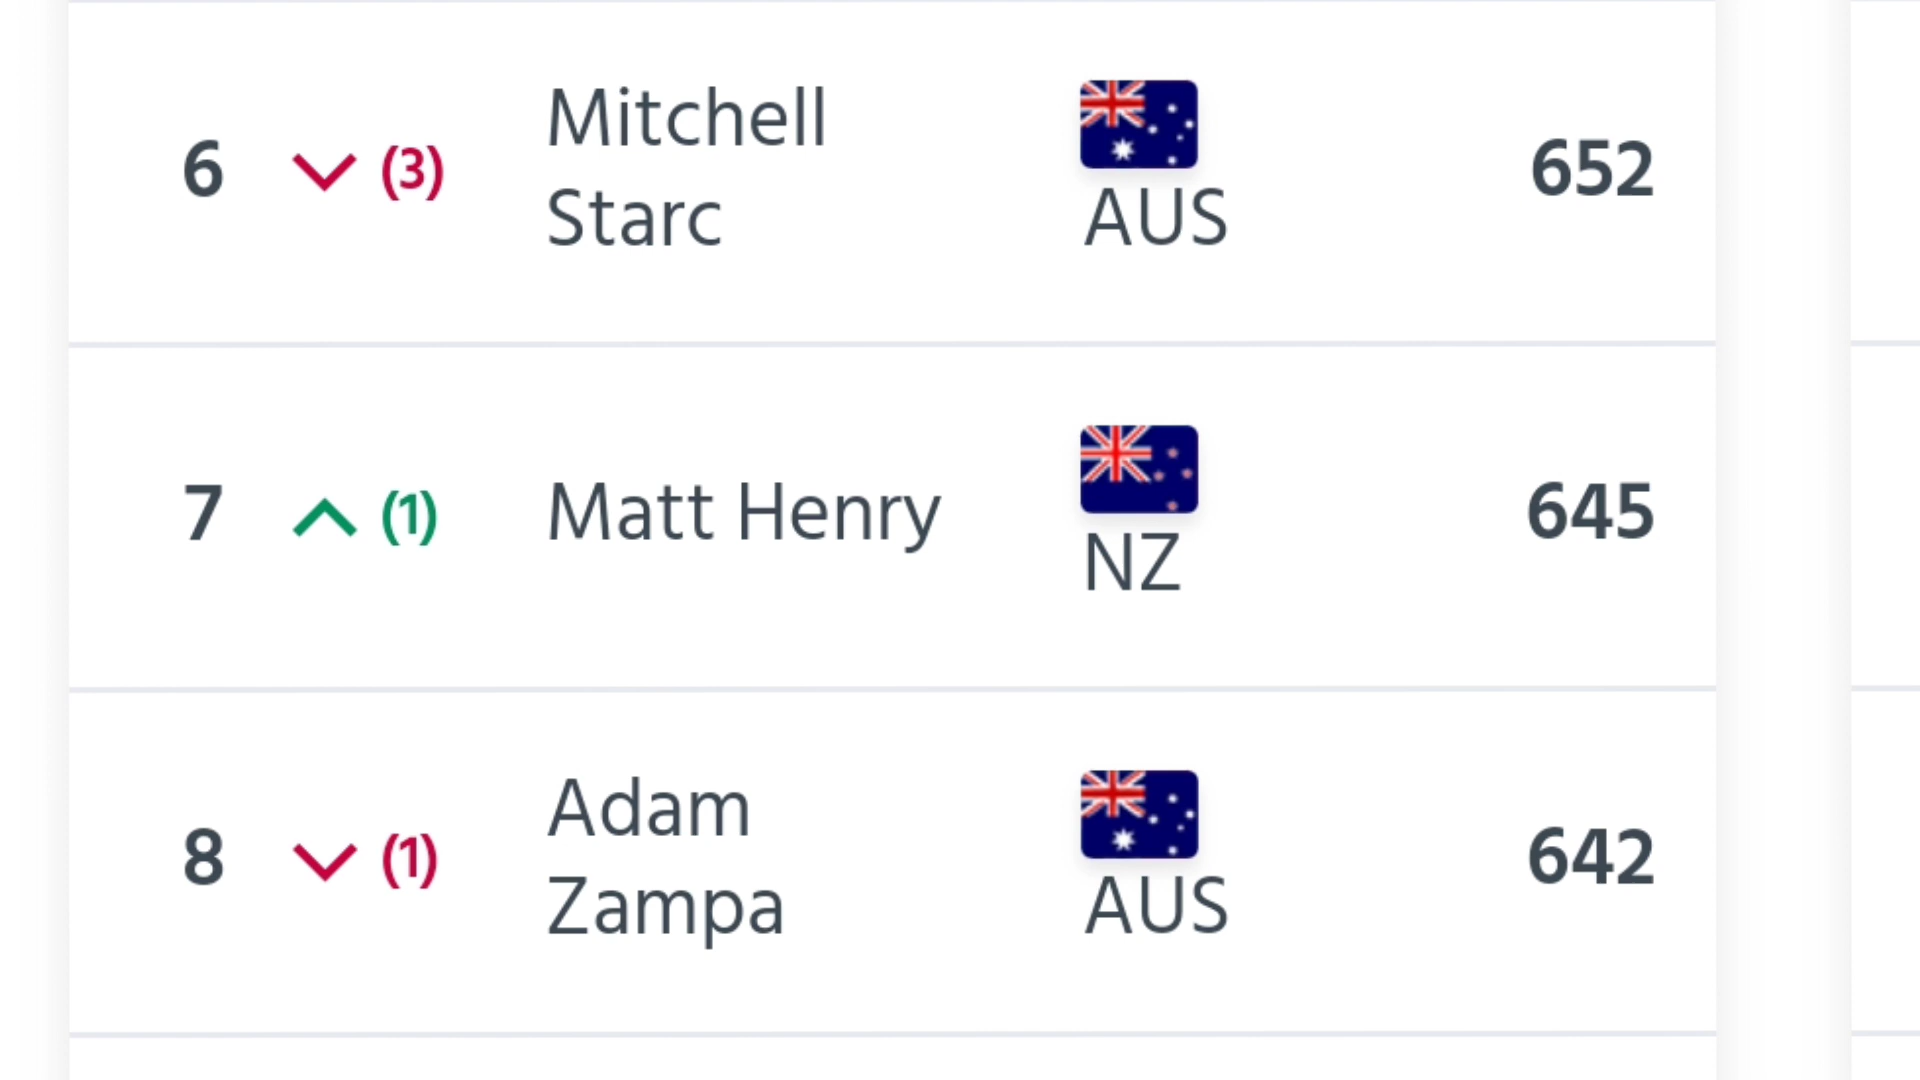 6 (3) Mitchell Starc AUS 652
7 (1) Matt Henry NZ 645
8 (1) Adam Zampa AUS 642